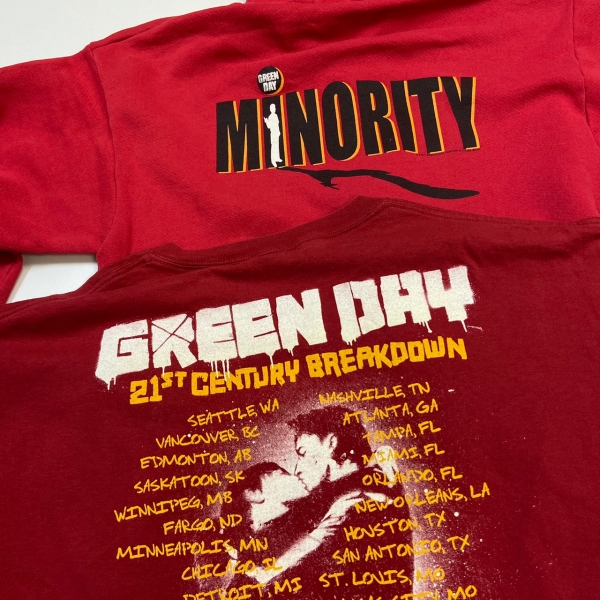 GREEN
DAY
MINORITY
GREEN DAY
21ST CENTURY BREAKDOWN
SEATTLE, WA
VANCOUVER, BC
EDMONTON, AB
SASKATOON, SK
WINNIPEG, MB
FARGO, ND
MINNEAPOLIS, MN
CHICAGO, IL
DETROIT, MI
NASHVILLE, TN
ATLANTA, GA
TAMPA, FL
MIAMI, FL
ORLANDO, FL
NEW ORLEANS, LA
HOUSTON, TX
SAN ANTONIO, TX
ST. LOUIS, MO
CITY, MO